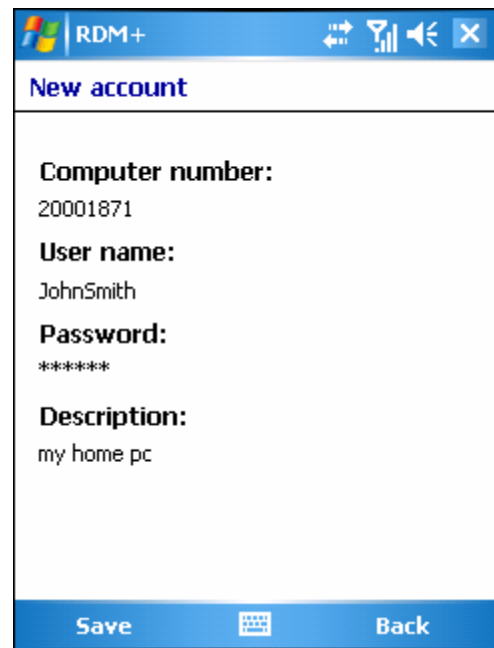 RDM+
New account
Computer number:
20001871
User name:
JohnSmith
Password:
******
Description:
my home pc
Save
Back